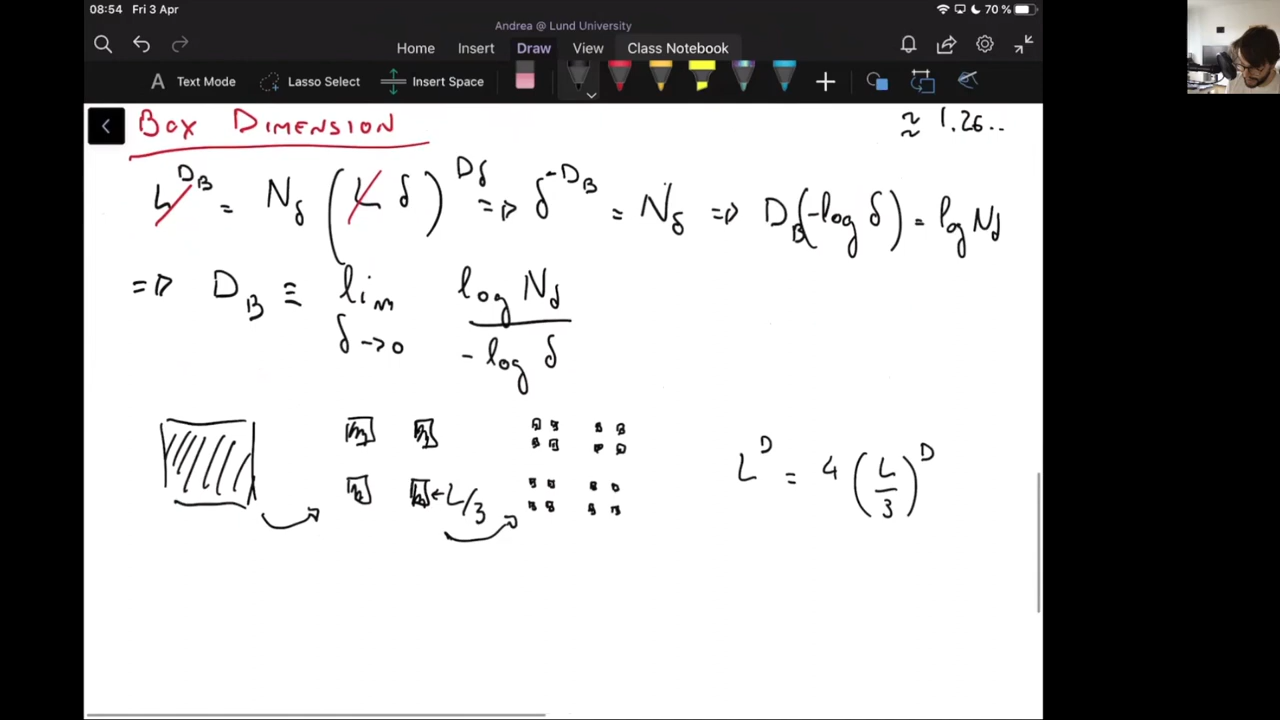 08:54 Fri 3 Apr 70 %
Andrea @ Lund University
Home Insert Draw View Class Notebook
A Text Mode Lasso Select Insert Space
BOX DIMENSION
≈ 1.26..
L^{D_B} = N_δ (L δ)^{Dδ} => δ^{-D_B} = N_δ => D_B(-log δ) = log N_δ
=> D_B ≡ lim_{δ→0} log N_δ / -log δ
←L/3
L^D = 4 (L/3)^D